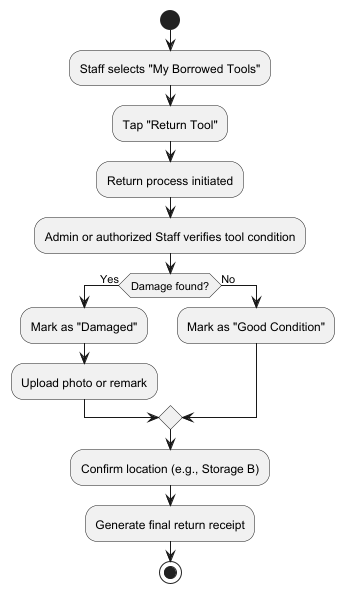 Staff selects "My Borrowed Tools"
Tap "Return Tool"
Return process initiated
Admin or authorized Staff verifies tool condition
Yes
Damage found?
No
Mark as "Damaged"
Mark as "Good Condition"
Upload photo or remark
Confirm location (e.g., Storage B)
Generate final return receipt